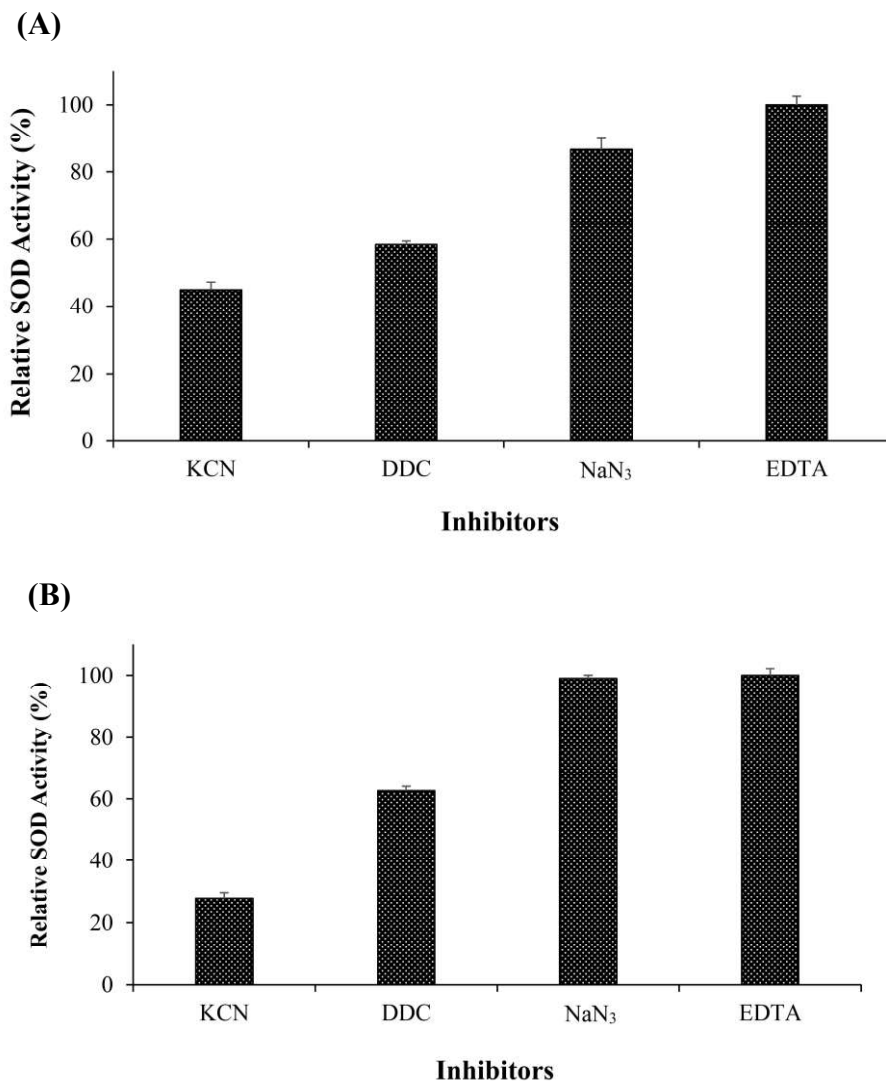 (A)
Relative SOD Activity (%)
100
80
60
40
20
0
KCN DDC NaN₃ EDTA
Inhibitors
(B)
Relative SOD Activity (%)
100
80
60
40
20
0
KCN DDC NaN₃ EDTA
Inhibitors